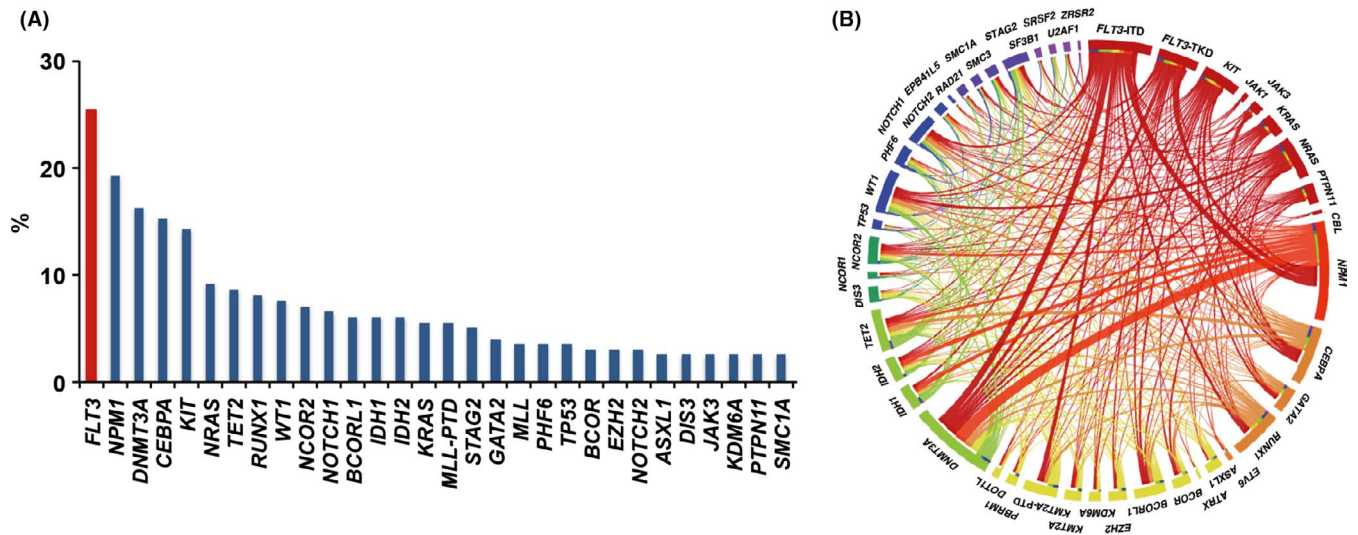 (A)
30
20
10
0
%
FLT3
NPM1
DNMT3A
CEBPA
KIT
NRAS
TET2
RUNX1
WT1
NCOR2
NOTCH1
BCORL1
IDH1
IDH2
KRAS
MLL-PTD
STAG2
GATA2
MLL
PHF6
TP53
BCOR
EZH2
NOTCH2
ASXL1
DIS3
JAK3
KDM6A
PTPN11
SMC1A
(B)
FLT3-ITD
FLT3-TKD
KIT
JAK1
JAK3
KRAS
NRAS
PTPN11
CBL
NPM1
CEBPA
GATA2
RUNX1
ETV6
ASXL1
ATRX
BCOR
BCORL1
EZH2
KDM6A
KMT2A
KMT2A-PTD
PBRM1
DOT1L
DNMT3A
IDH1
IDH2
TET2
DIS3
NCOR1
NCOR2
TP53
WT1
PHF6
NOTCH1
NOTCH2
EPB41L5
RAD21
SMC1A
SMC3
STAG2
SF3B1
SRSF2
U2AF1
ZRSR2